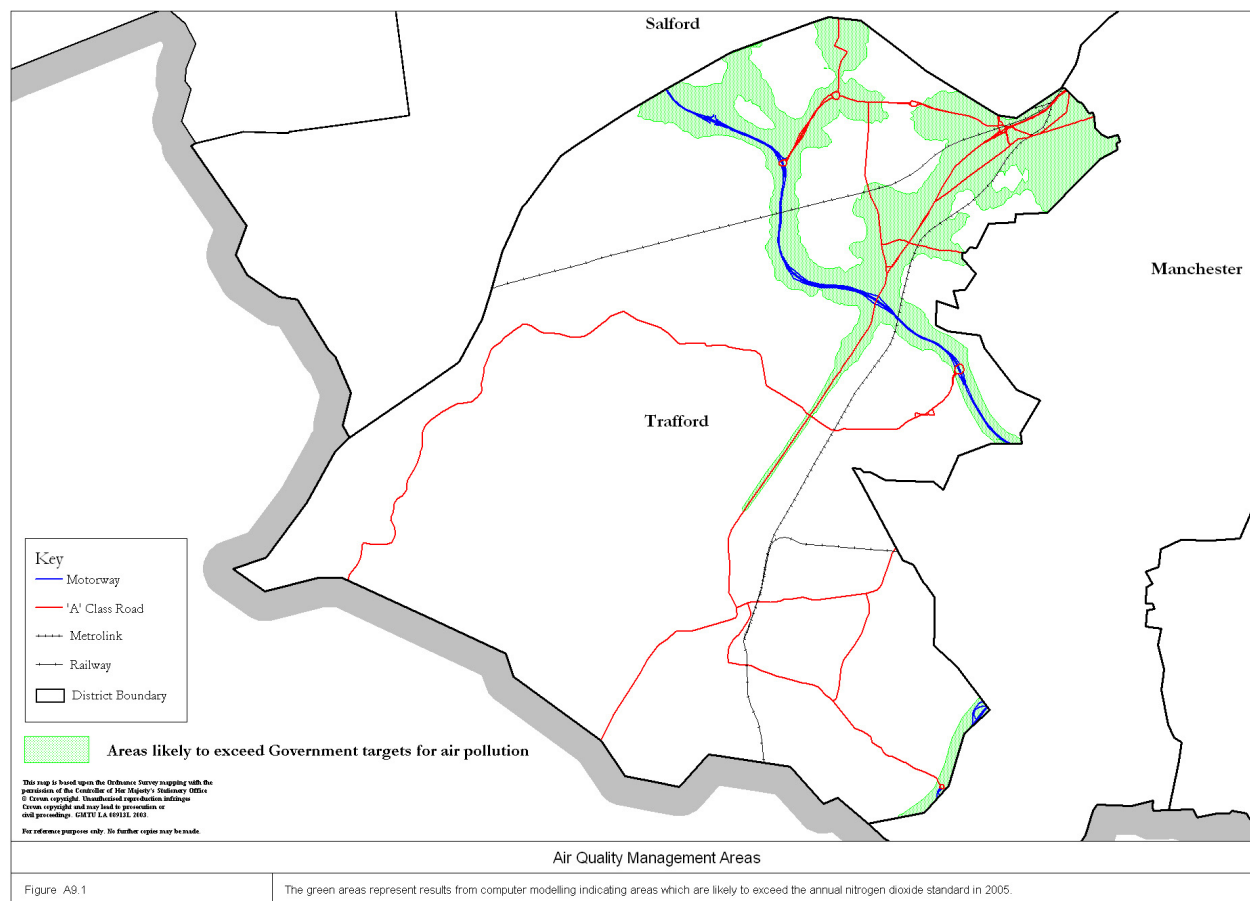 Salford
Manchester
Trafford
Key
Motorway
'A' Class Road
Metrolink
Railway
District Boundary
Areas likely to exceed Government targets for air pollution
This map is based upon the Ordnance Survey mapping with the
permission of the Controller of Her Majesty's Stationery Office
© Crown copyright. Unauthorised reproduction infringes
Crown copyright and may lead to prosecution or
civil proceedings. GMTU LA 08913L 2003.
For reference purposes only. No further copies may be made.
Air Quality Management Areas
Figure A9.1
The green areas represent results from computer modelling indicating areas which are likely to exceed the annual nitrogen dioxide standard in 2005.